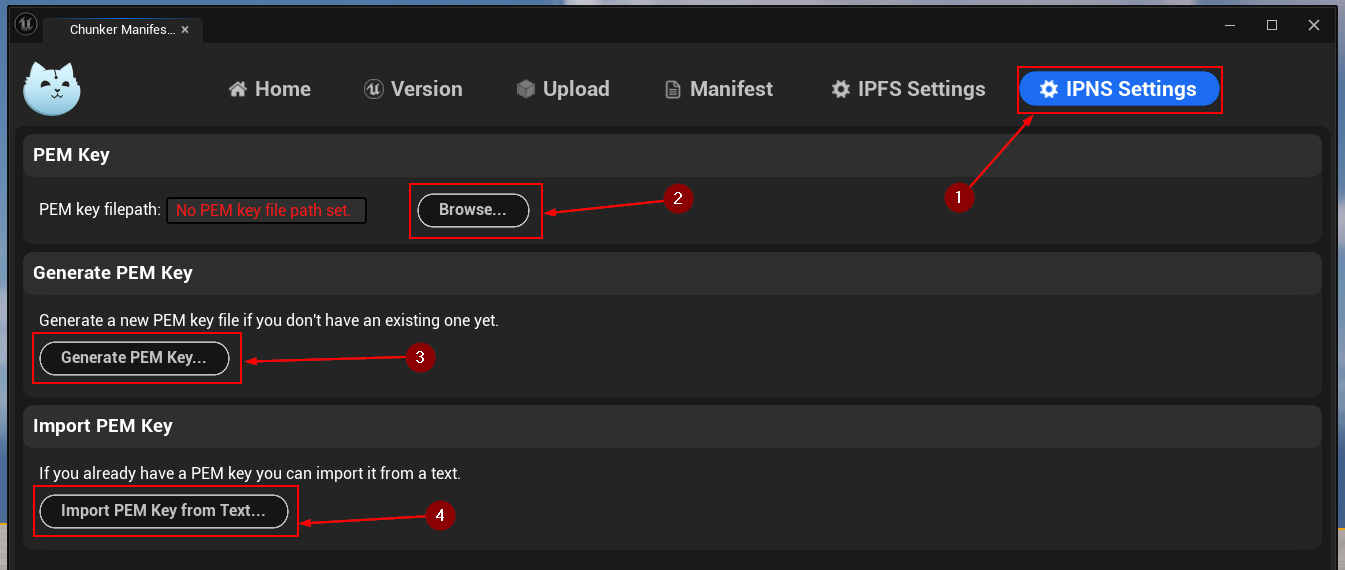 Chunker Manifes...
Home Version Upload Manifest IPFS Settings IPNS Settings
1
PEM Key
PEM key filepath: No PEM key file path set. Browse...
2
Generate PEM Key
Generate a new PEM key file if you don't have an existing one yet.
Generate PEM Key...
3
Import PEM Key
If you already have a PEM key you can import it from a text.
Import PEM Key from Text...
4